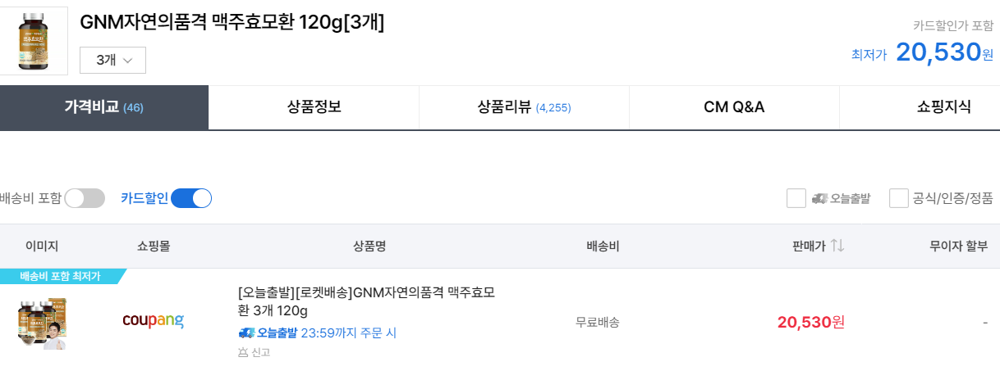 GNM자연의품격 맥주효모환 120g[3개]
3개
카드할인가 포함
최저가 20,530원
가격비교 (46)
상품정보
상품리뷰 (4,255)
CM Q&A
쇼핑지식
배송비 포함
카드할인
오늘출발
공식/인증/정품
이미지
쇼핑몰
상품명
배송비
판매가
무이자 할부
배송비 포함 최저가
coupang
[오늘출발][로켓배송]GNM자연의품격 맥주효모
환 3개 120g
오늘출발 23:59까지 주문 시
신고
무료배송
20,530원
-